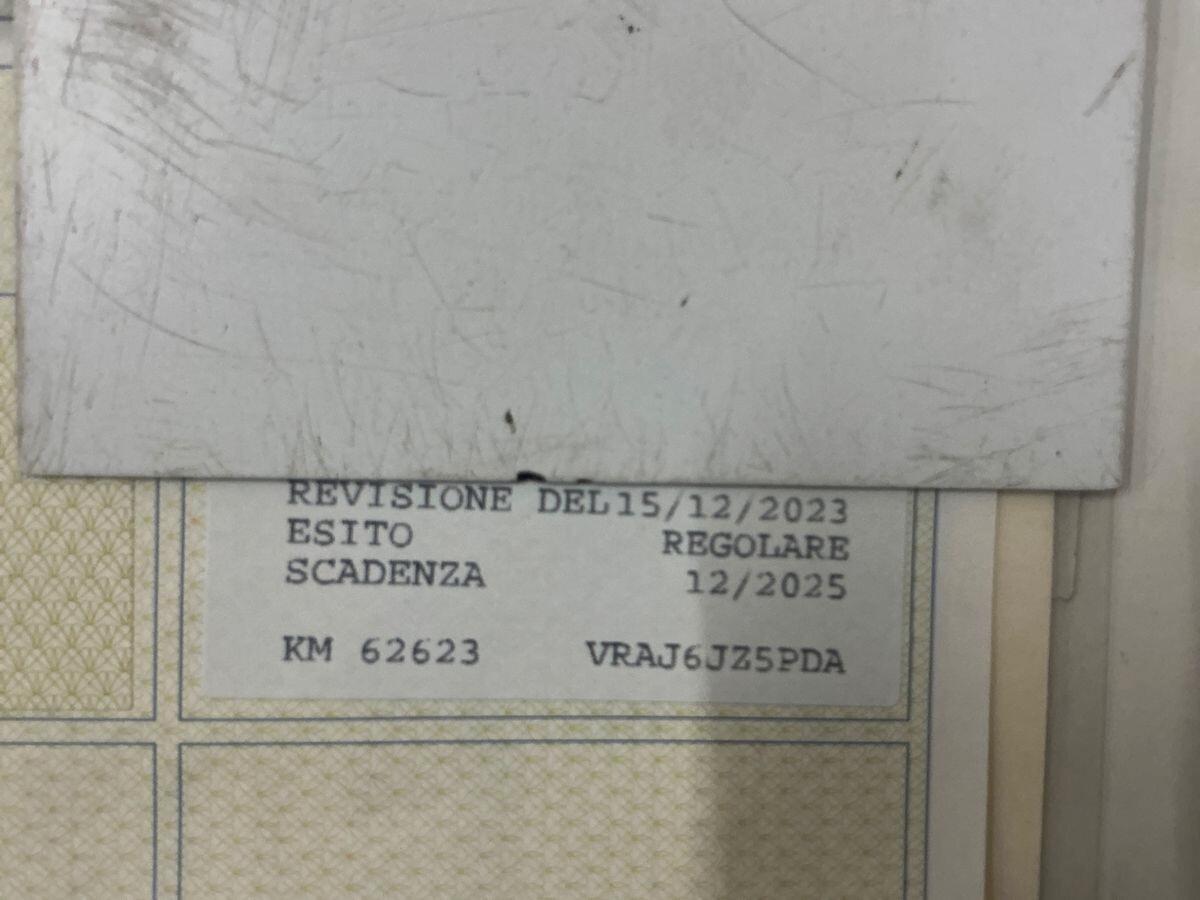 REVISIONE DEL15/12/2023
ESITO REGOLARE
SCADENZA 12/2025
KM 62623 VRAJ6JZ5PDA